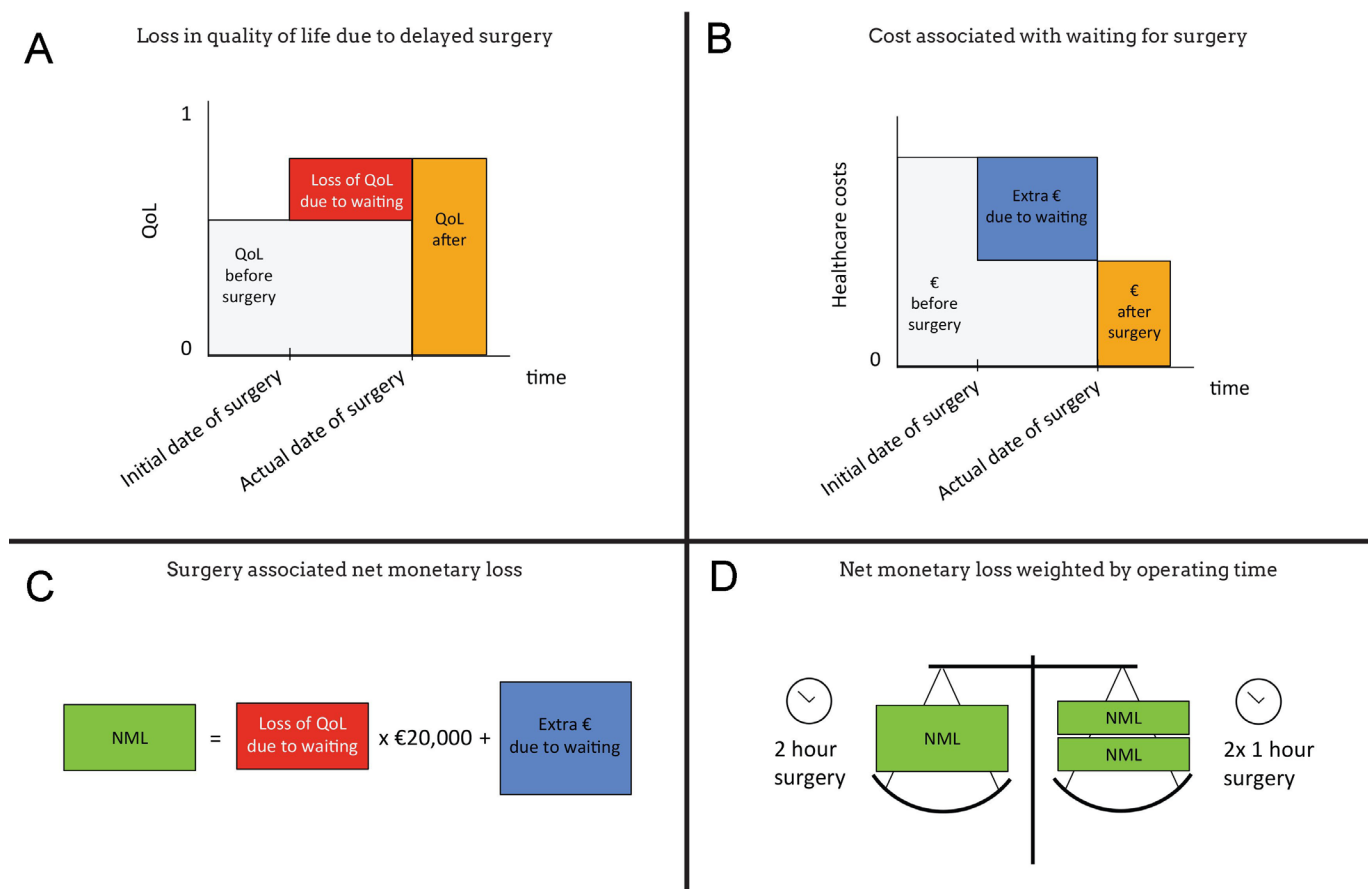 A
Loss in quality of life due to delayed surgery
1
QoL
0
Loss of QoL
due to waiting
QoL
before
surgery
QoL
after
time
Initial date of surgery
Actual date of surgery
B
Cost associated with waiting for surgery
Healthcare costs
0
Extra €
due to waiting
€
before
surgery
€
after
surgery
time
Initial date of surgery
Actual date of surgery
C
Surgery associated net monetary loss
NML
=
Loss of QoL
due to waiting
x €20,000 +
Extra €
due to waiting
D
Net monetary loss weighted by operating time
2 hour
surgery
NML
NML
NML
2x 1 hour
surgery